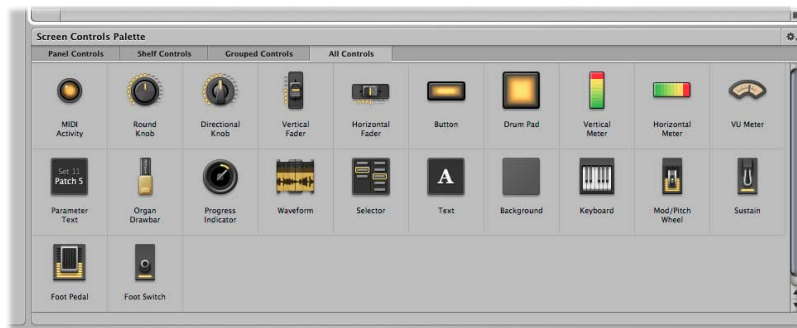 Screen Controls Palette
Panel Controls Shelf Controls Grouped Controls All Controls
MIDI Activity
Round Knob
Directional Knob
Vertical Fader
Horizontal Fader
Button
Drum Pad
Vertical Meter
Horizontal Meter
VU Meter
Set 11
Patch 5
A
Parameter Text
Organ Drawbar
Progress Indicator
Waveform
Selector
Text
Background
Keyboard
Mod/Pitch Wheel
Sustain
Foot Pedal
Foot Switch